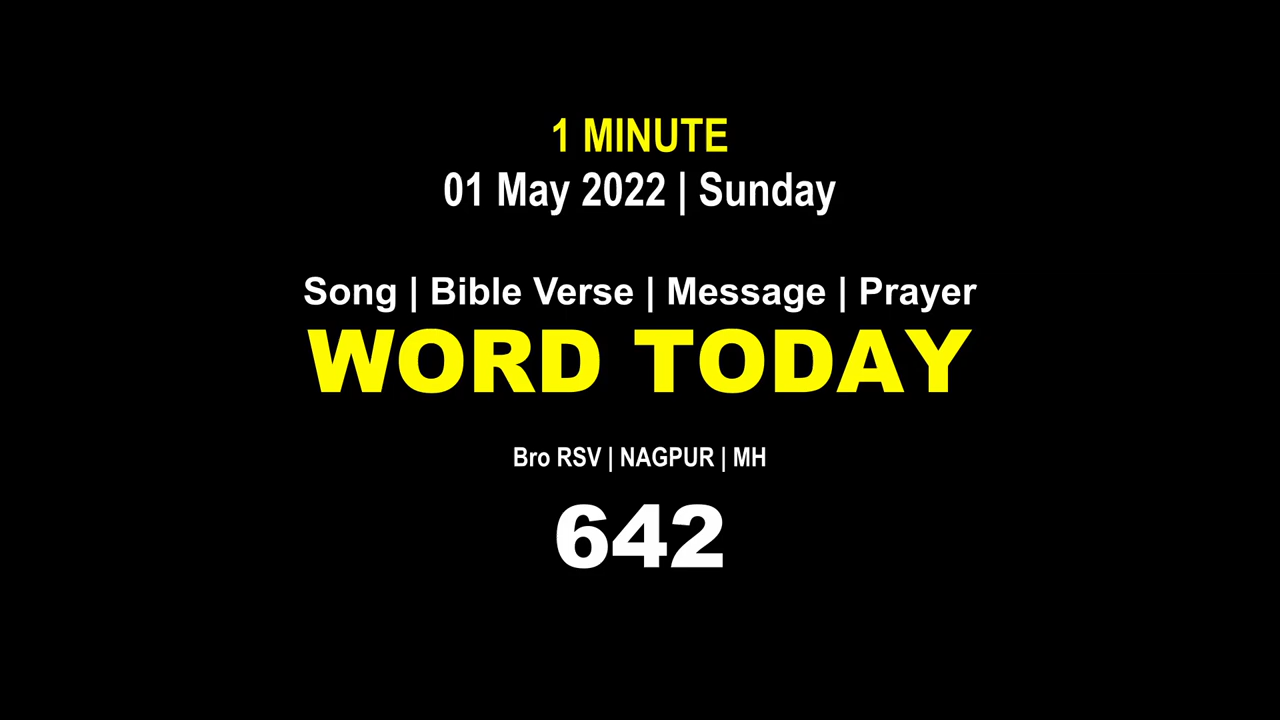 1 MINUTE
01 May 2022 | Sunday
Song | Bible Verse | Message | Prayer
WORD TODAY
Bro RSV | NAGPUR | MH
642